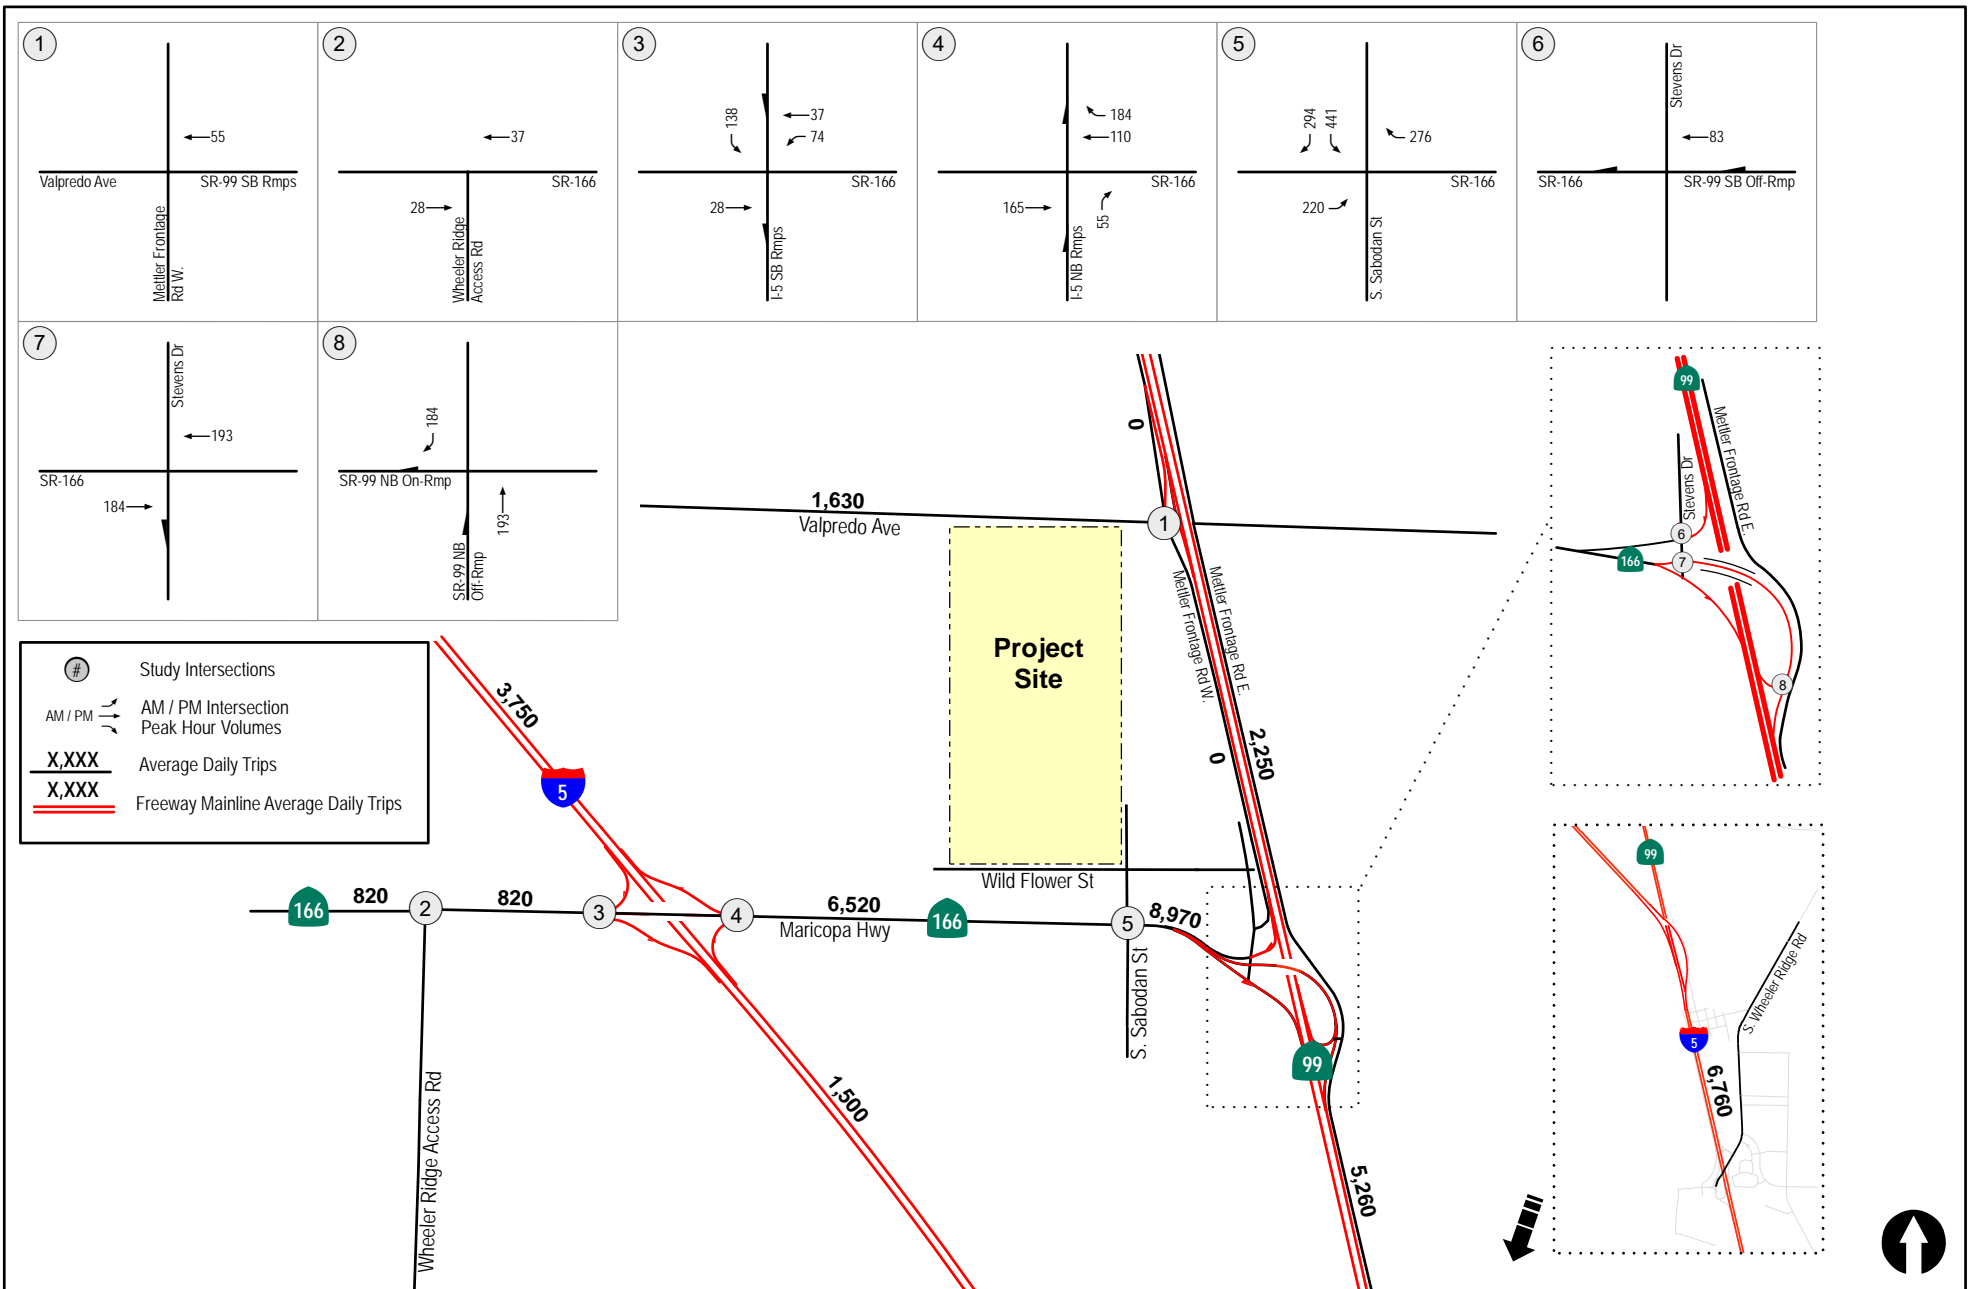 1
55
Valpredo Ave
SR-99 SB Rmps
Mettler Frontage
Rd W.
2
37
SR-166
28
Wheeler Ridge
Access Rd
3
138
37
74
SR-166
28
I-5 SB Rmps
4
184
110
SR-166
165
55
I-5 NB Rmps
5
294
441
276
SR-166
220
S. Sabodan St
6
Stevens Dr
83
SR-166
SR-99 SB Off-Rmp
7
Stevens Dr
193
SR-166
184
8
184
SR-99 NB On-Rmp
193
SR-99 NB
Off-Rmp
#
Study Intersections
AM / PM
AM / PM Intersection
Peak Hour Volumes
X,XXX
Average Daily Trips
X,XXX
Freeway Mainline Average Daily Trips
0
1,630
Valpredo Ave
1
Project
Site
Mettler Frontage Rd W.
Mettler Frontage Rd E.
0
2,250
3,750
5
Wild Flower St
166
820
2
820
3
4
6,520
Maricopa Hwy
166
5
8,970
S. Sabodan St
99
1,500
5,260
Wheeler Ridge Access Rd
99
Mettler Frontage Rd E.
Stevens Dr
6
166
7
8
99
S. Wheeler Ridge Rd
5
6,760